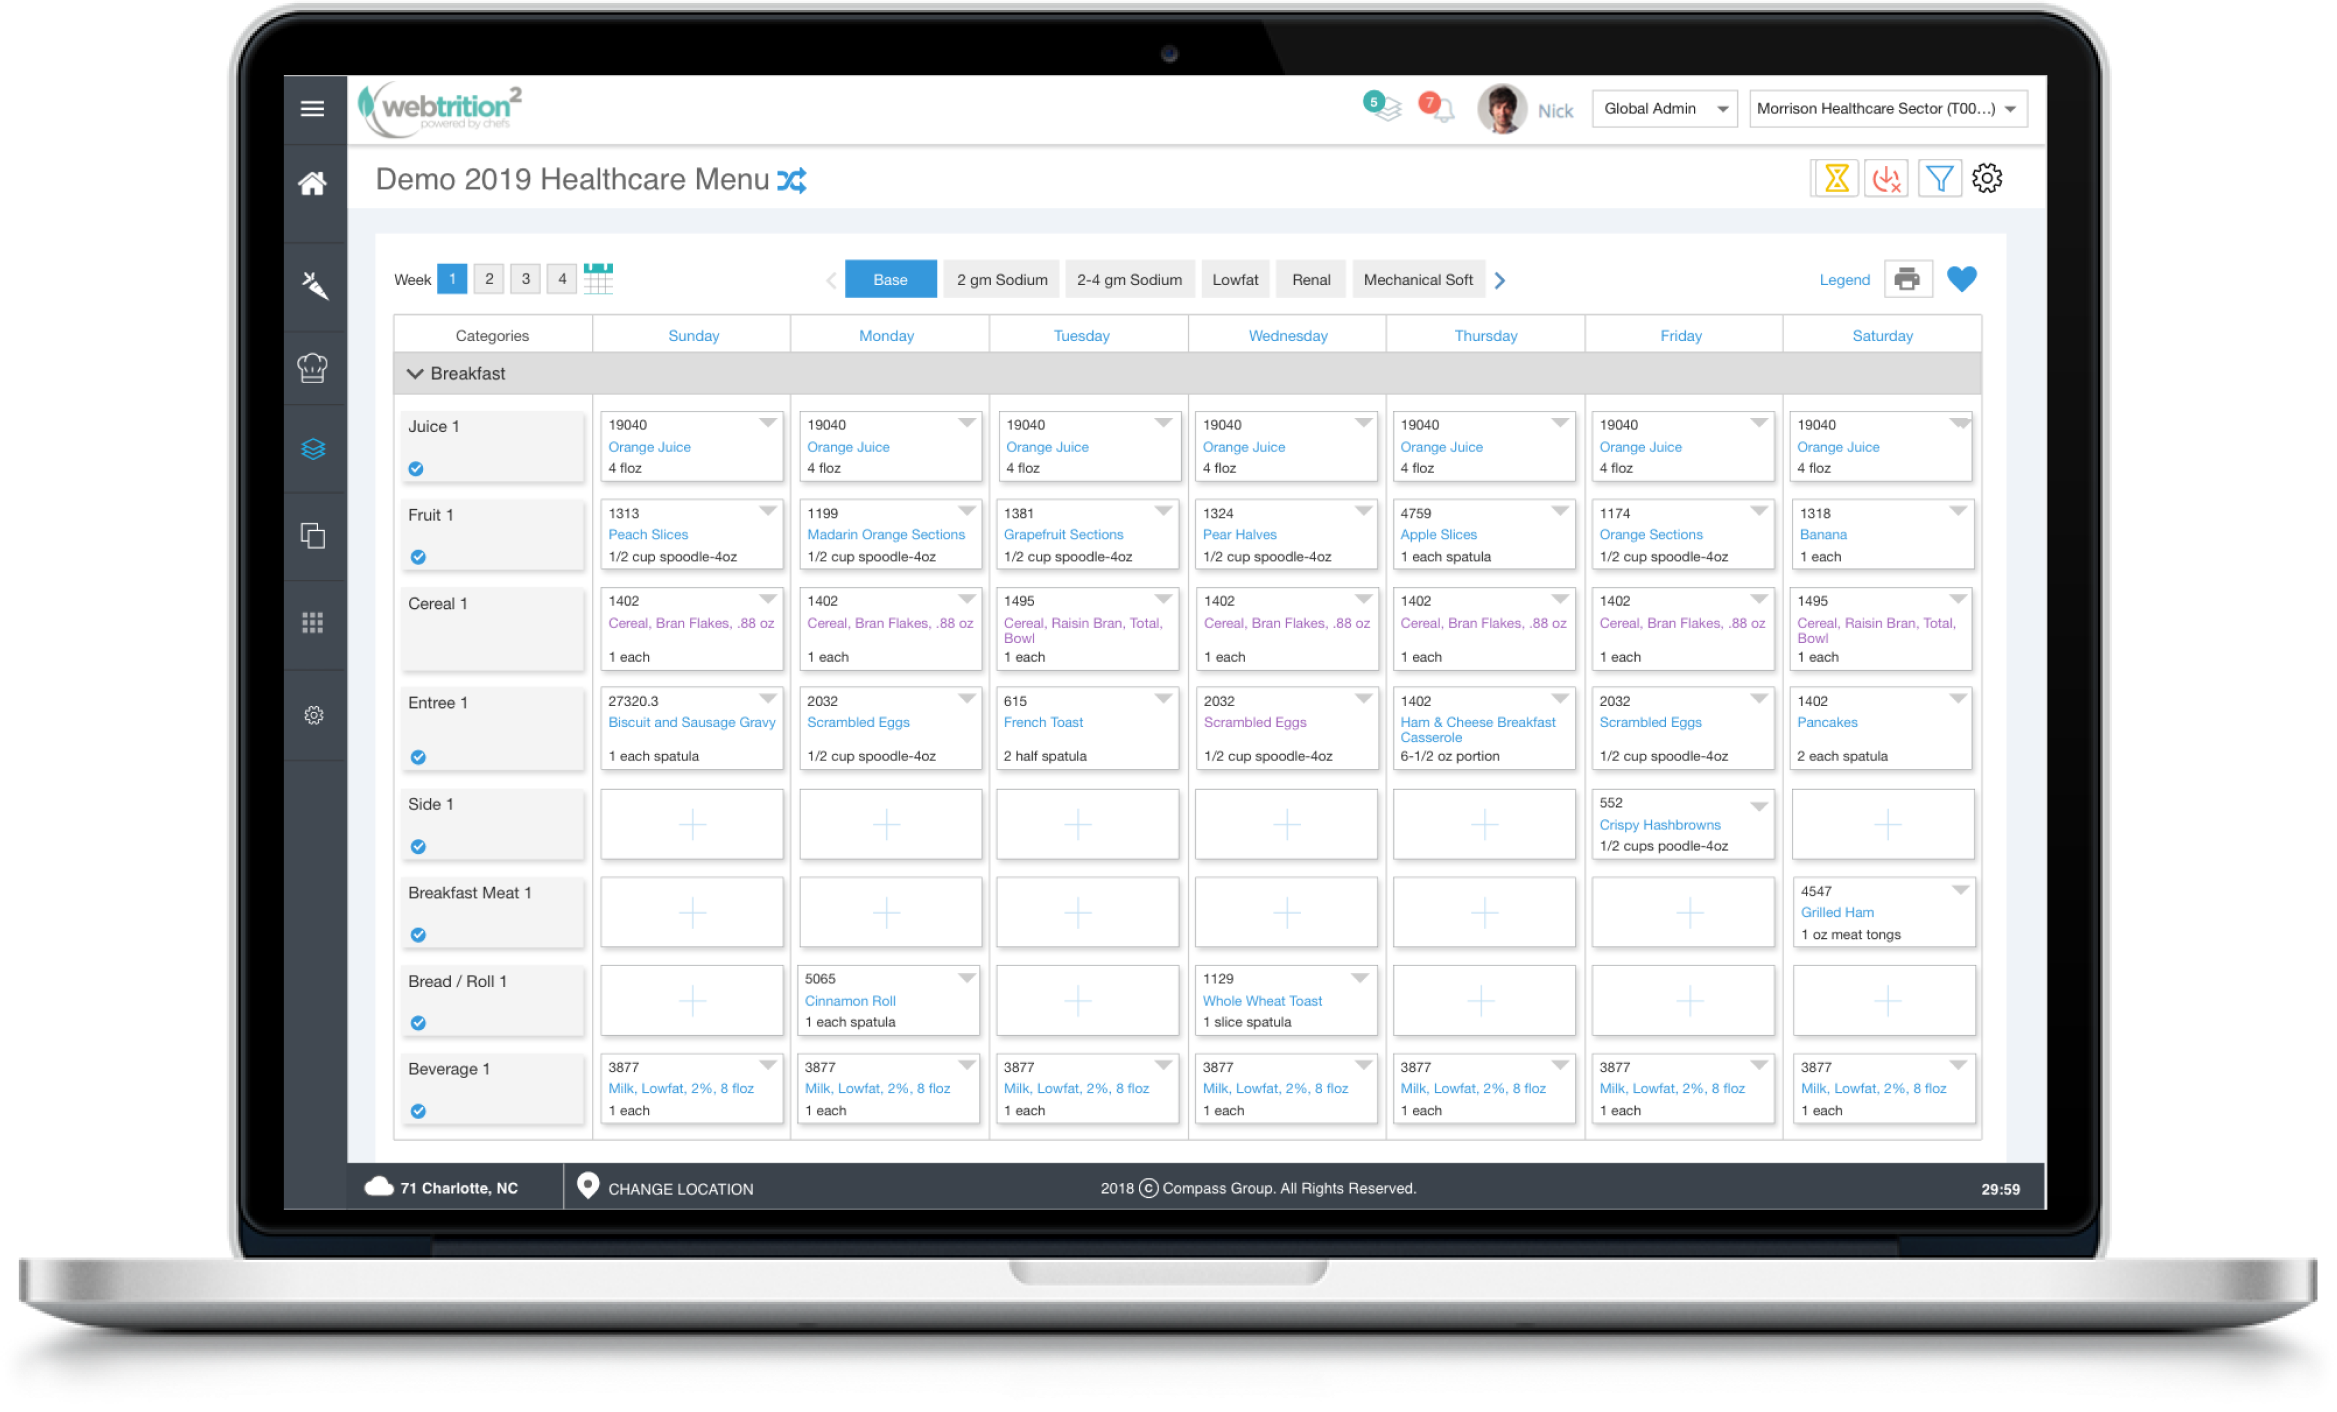 webtrition2
powered by chefs
5
7
Nick
Global Admin
Morrison Healthcare Sector (T00...)
Demo 2019 Healthcare Menu
Week 1 2 3 4
Base
2 gm Sodium
2-4 gm Sodium
Lowfat
Renal
Mechanical Soft
Legend
Categories Sunday Monday Tuesday Wednesday Thursday Friday Saturday
Breakfast
Juice 1
19040
Orange Juice
4 floz
19040
Orange Juice
4 floz
19040
Orange Juice
4 floz
19040
Orange Juice
4 floz
19040
Orange Juice
4 floz
19040
Orange Juice
4 floz
19040
Orange Juice
4 floz
Fruit 1
1313
Peach Slices
1/2 cup spoodle-4oz
1199
Madarin Orange Sections
1/2 cup spoodle-4oz
1381
Grapefruit Sections
1/2 cup spoodle-4oz
1324
Pear Halves
1/2 cup spoodle-4oz
4759
Apple Slices
1 each spatula
1174
Orange Sections
1/2 cup spoodle-4oz
1318
Banana
1 each
Cereal 1
1402
Cereal, Bran Flakes, .88 oz
1 each
1402
Cereal, Bran Flakes, .88 oz
1 each
1495
Cereal, Raisin Bran, Total,
Bowl
1 each
1402
Cereal, Bran Flakes, .88 oz
1 each
1402
Cereal, Bran Flakes, .88 oz
1 each
1402
Cereal, Bran Flakes, .88 oz
1 each
1495
Cereal, Raisin Bran, Total,
Bowl
1 each
Entree 1
27320.3
Biscuit and Sausage Gravy
1 each spatula
2032
Scrambled Eggs
1/2 cup spoodle-4oz
615
French Toast
2 half spatula
2032
Scrambled Eggs
1/2 cup spoodle-4oz
1402
Ham & Cheese Breakfast
Casserole
6-1/2 oz portion
2032
Scrambled Eggs
1/2 cup spoodle-4oz
1402
Pancakes
2 each spatula
Side 1
552
Crispy Hashbrowns
1/2 cups poodle-4oz
Breakfast Meat 1
4547
Grilled Ham
1 oz meat tongs
Bread / Roll 1
5065
Cinnamon Roll
1 each spatula
1129
Whole Wheat Toast
1 slice spatula
Beverage 1
3877
Milk, Lowfat, 2%, 8 floz
1 each
3877
Milk, Lowfat, 2%, 8 floz
1 each
3877
Milk, Lowfat, 2%, 8 floz
1 each
3877
Milk, Lowfat, 2%, 8 floz
1 each
3877
Milk, Lowfat, 2%, 8 floz
1 each
3877
Milk, Lowfat, 2%, 8 floz
1 each
3877
Milk, Lowfat, 2%, 8 floz
1 each
71 Charlotte, NC
CHANGE LOCATION
2018 © Compass Group. All Rights Reserved.
29:59